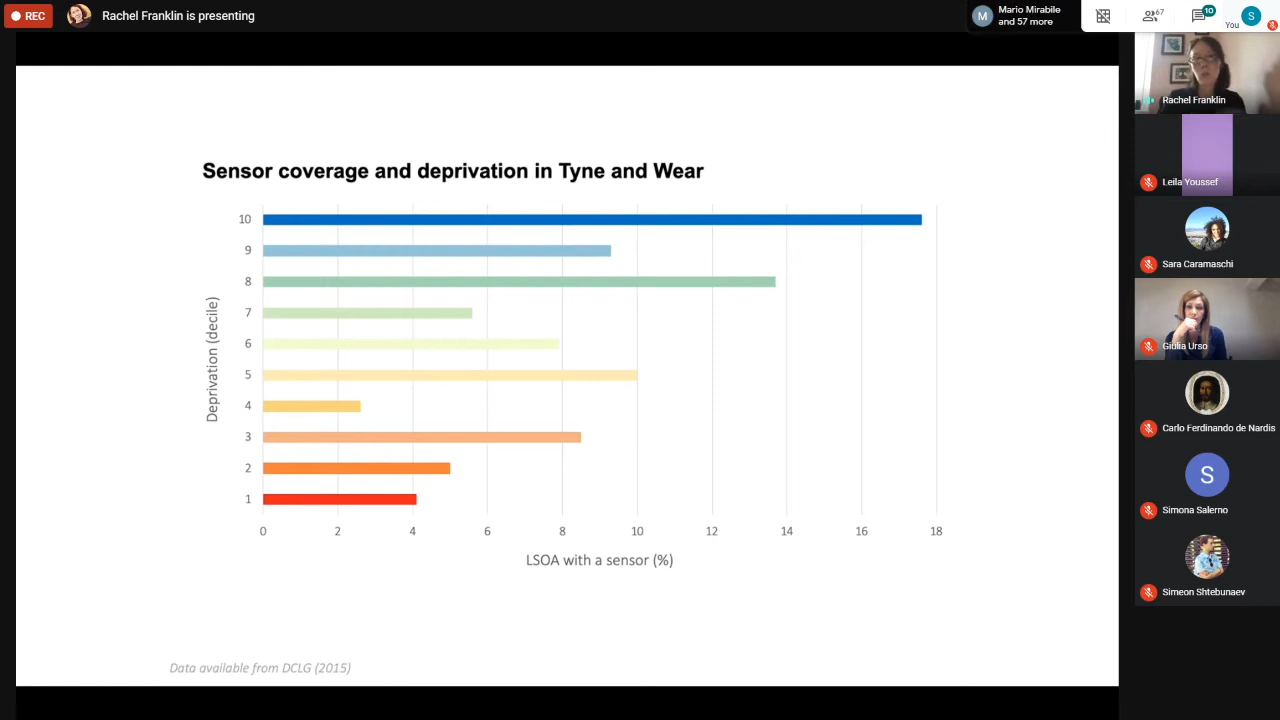 REC
Rachel Franklin is presenting
M
Mario Mirabile
and 57 more
67
10
You
S
Rachel Franklin
Leila Youssef
Sara Caramaschi
Giulia Urso
Carlo Ferdinando de Nardis
S
Simona Salerno
Simeon Shtebunaev
Sensor coverage and deprivation in Tyne and Wear
Deprivation (decile)
10
9
8
7
6
5
4
3
2
1
0 2 4 6 8 10 12 14 16 18
LSOA with a sensor (%)
Data available from DCLG (2015)